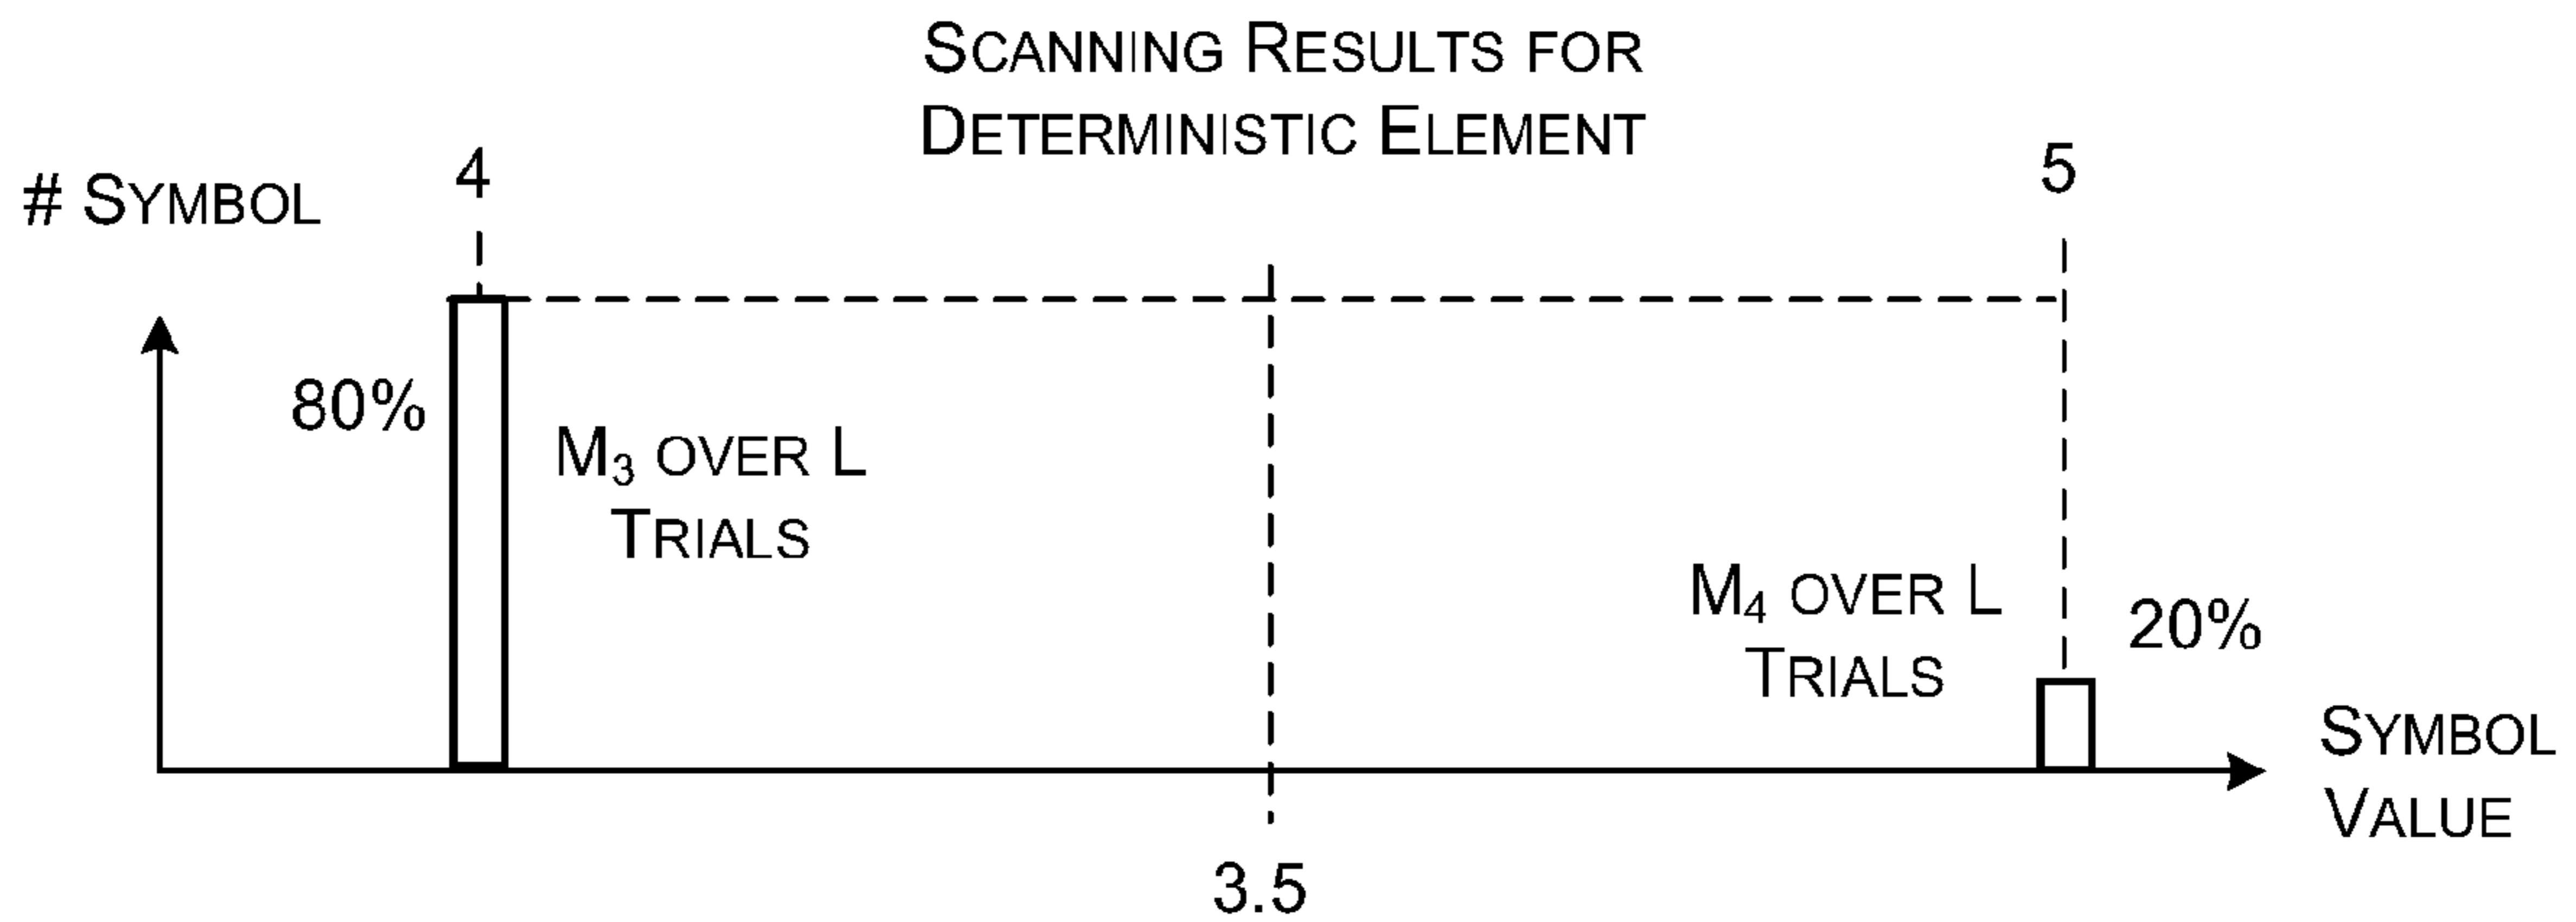 SCANNING RESULTS FOR
DETERMINISTIC ELEMENT
# SYMBOL
4
5
80%
M₃ OVER L
TRIALS
M₄ OVER L
TRIALS
20%
SYMBOL
VALUE
3.5